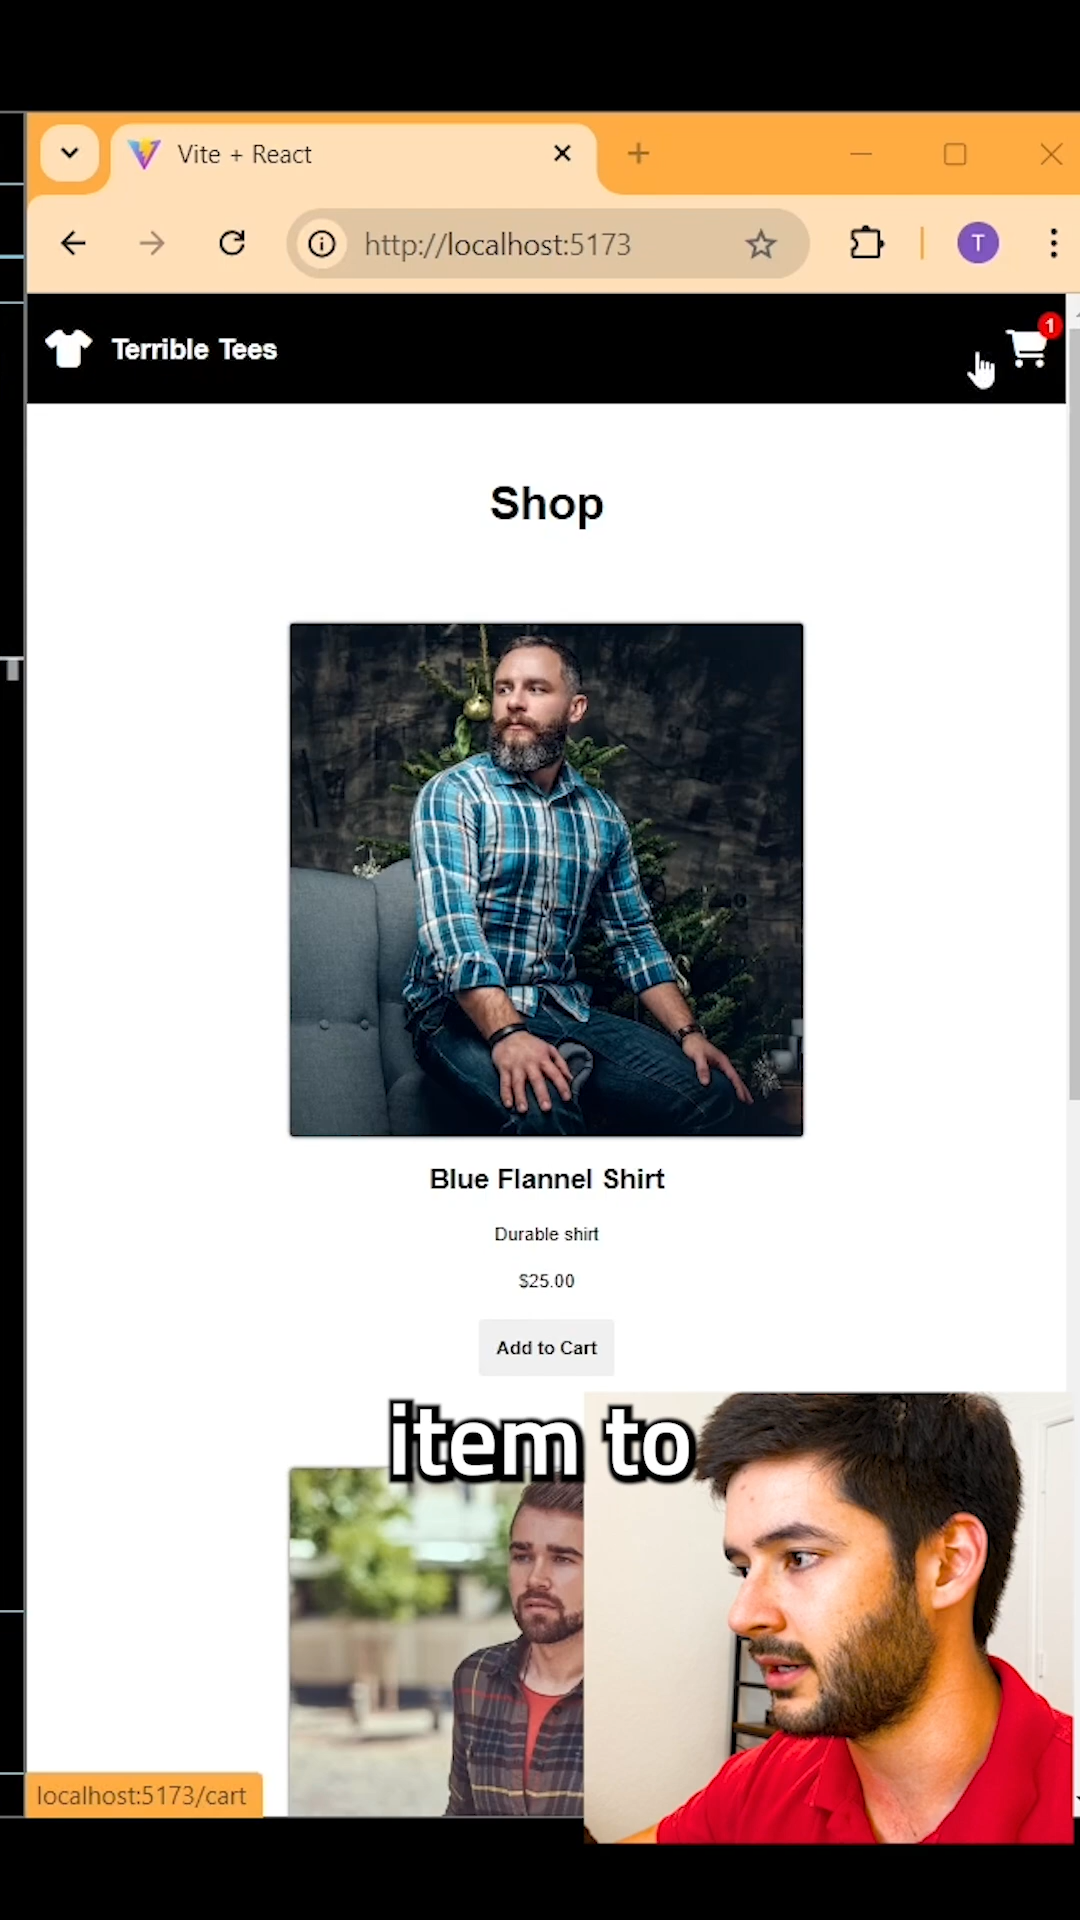 Vite + React
http://localhost:5173
T
Terrible Tees
1
Shop
T
Blue Flannel Shirt
Durable shirt
$25.00
Add to Cart
item to
localhost:5173/cart